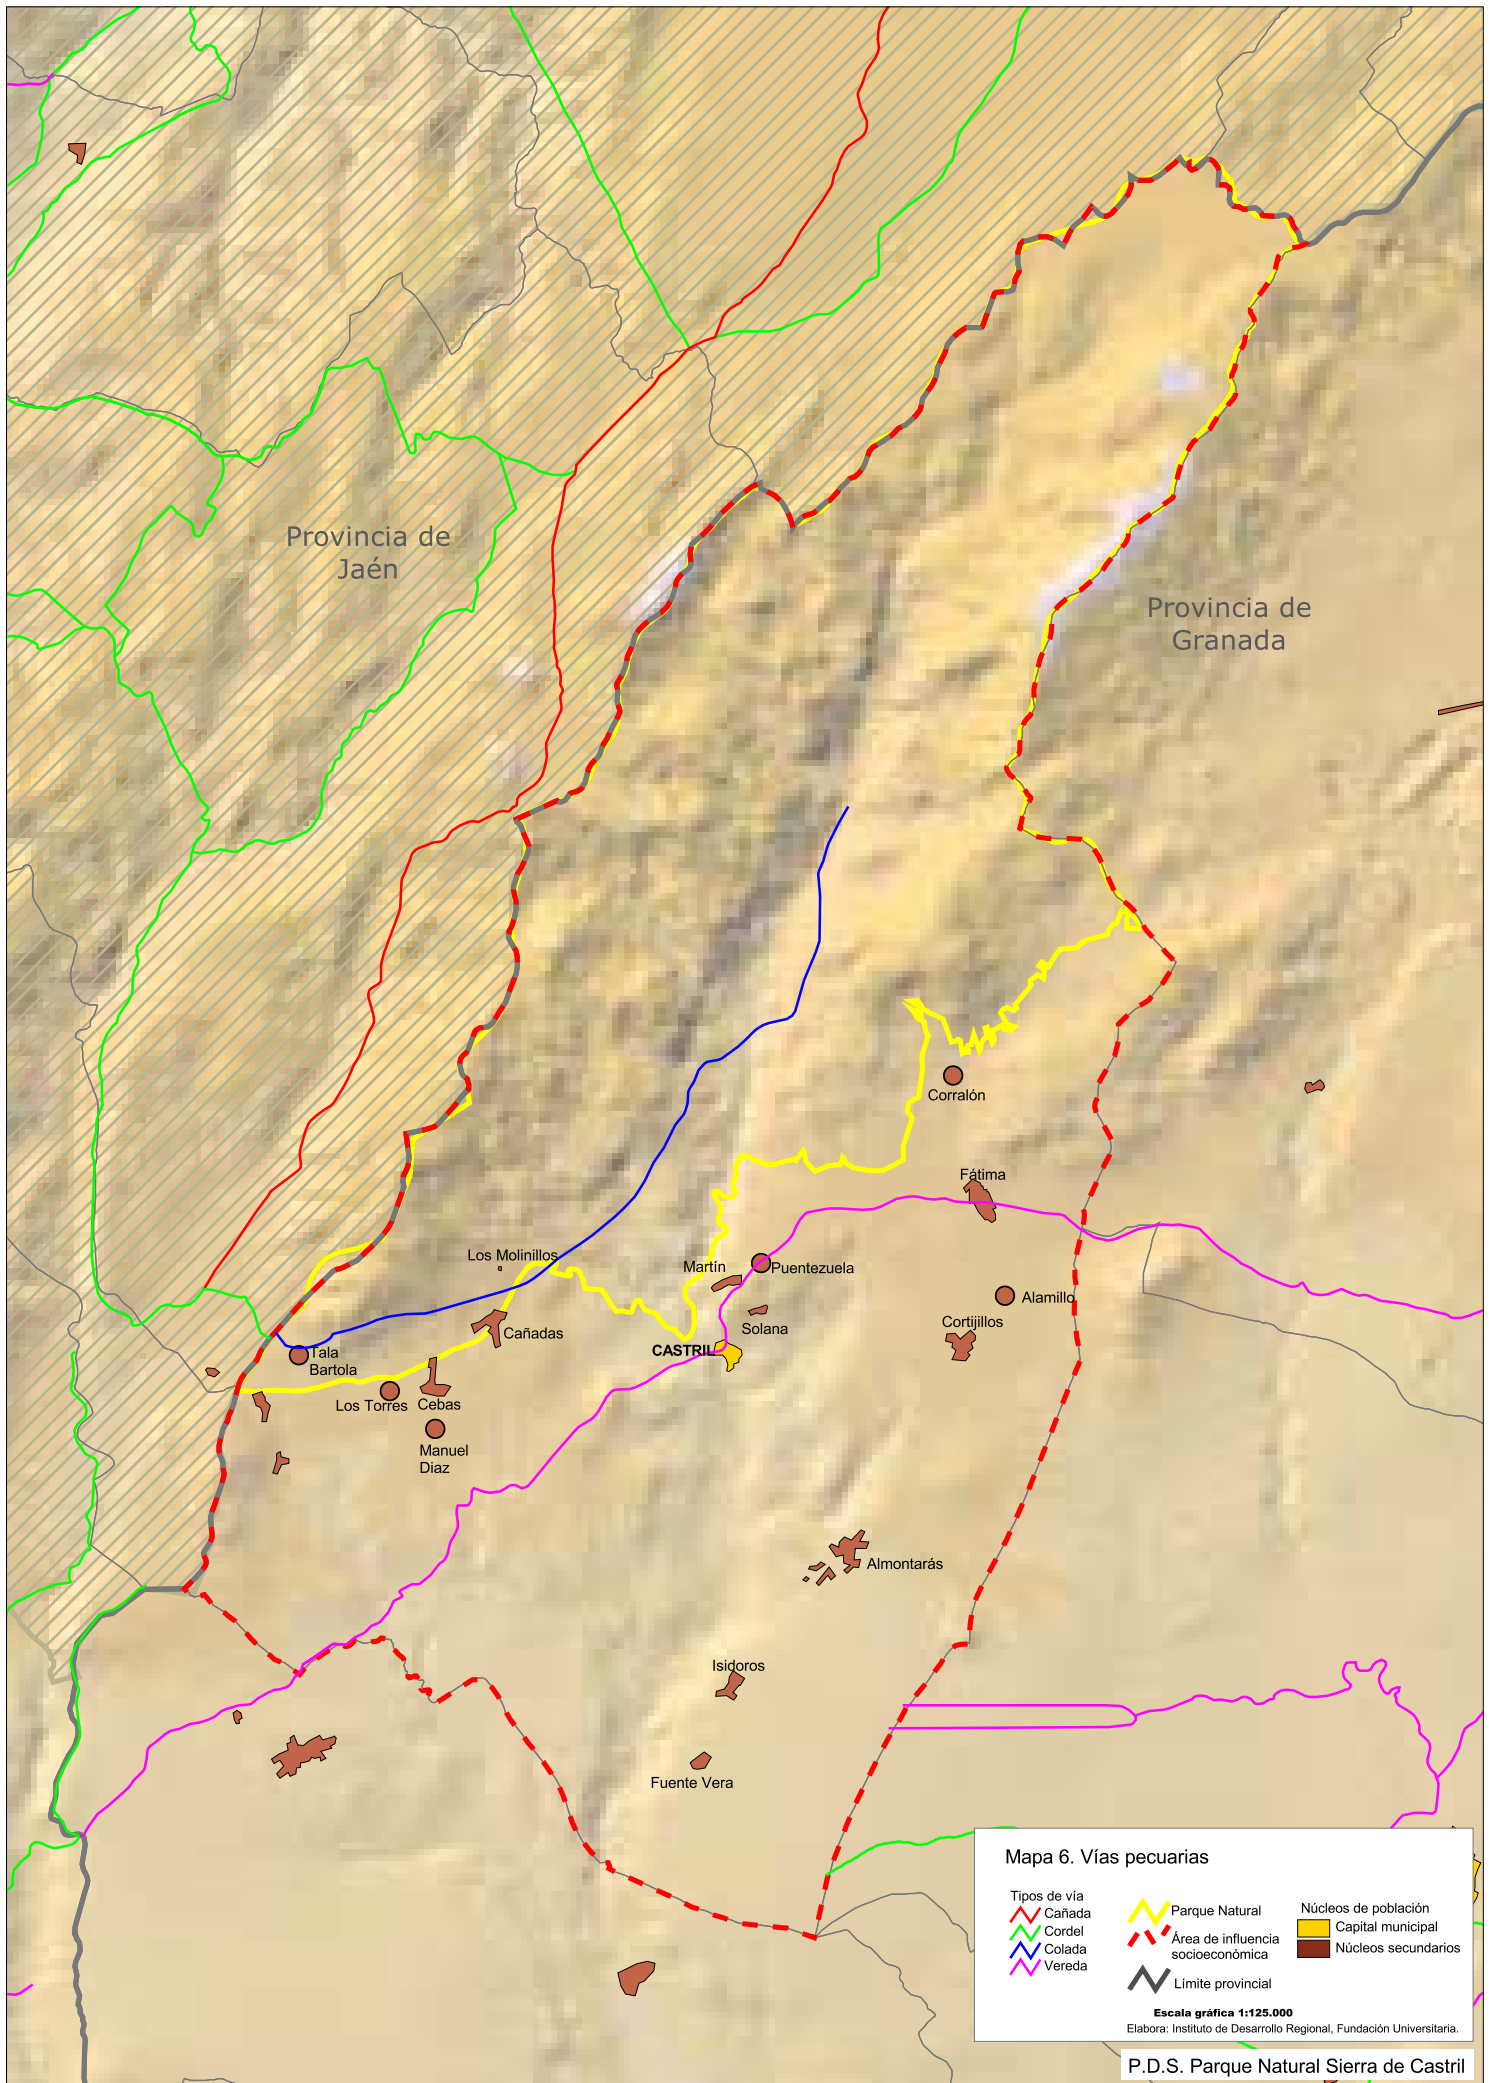 Provincia de
Jaén
Provincia de
Granada
Corralón
Fátima
Los Molinillos
Martín
Puentezuela
Alamillo
Solana
Cortijillos
Cañadas
CASTRIL
Tala
Bartola
Los Torres
Cebas
Manuel
Diaz
Almontarás
Isidoros
Fuente Vera
Mapa 6. Vías pecuarias
Tipos de vía
Cañada
Cordel
Colada
Vereda
Parque Natural
Área de influencia
socioeconómica
Límite provincial
Núcleos de población
Capital municipal
Núcleos secundarios
Escala gráfica 1:125.000
Elabora: Instituto de Desarrollo Regional, Fundación Universitaria.
P.D.S. Parque Natural Sierra de Castril